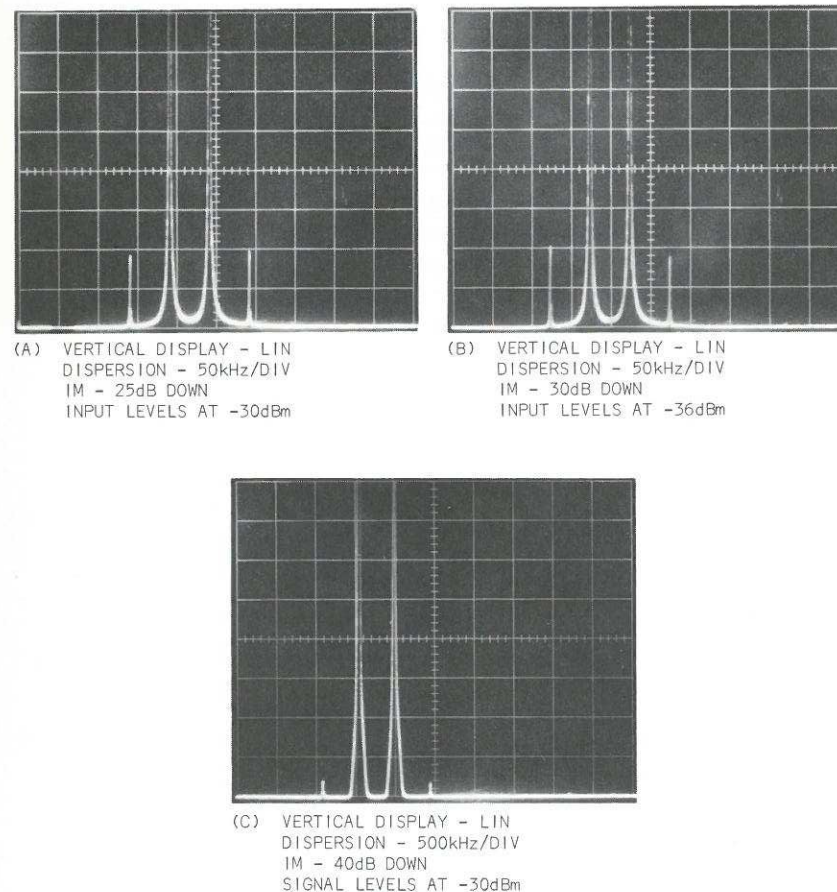 (A) VERTICAL DISPLAY - LIN
DISPERSION - 50kHz/DIV
IM - 25dB DOWN
INPUT LEVELS AT -30dBm
(B) VERTICAL DISPLAY - LIN
DISPERSION - 50kHz/DIV
IM - 30dB DOWN
INPUT LEVELS AT -36dBm
(C) VERTICAL DISPLAY - LIN
DISPERSION - 500kHz/DIV
IM - 40dB DOWN
SIGNAL LEVELS AT -30dBm